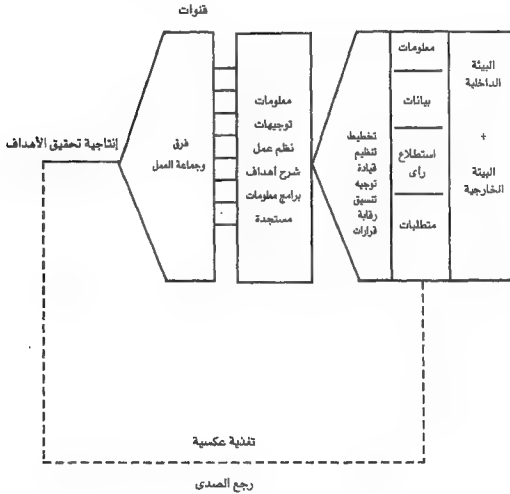 قنوات
البيئة
الداخلية
+
البيئة
الخارجية
معلومات
بيانات
استطلاع
رأى
متطلبات
تخطيط
تنظيم
قيادة
توجيه
تنسيق
رقابة
قرارات
معلومات
توجيهات
نظم عمل
شرح أهداف
برامج معلومات
مستجدة
فرق
وجماعة العمل
إنتاجية تحقيق الأهداف
تغذية عكسية
رجع الصدى